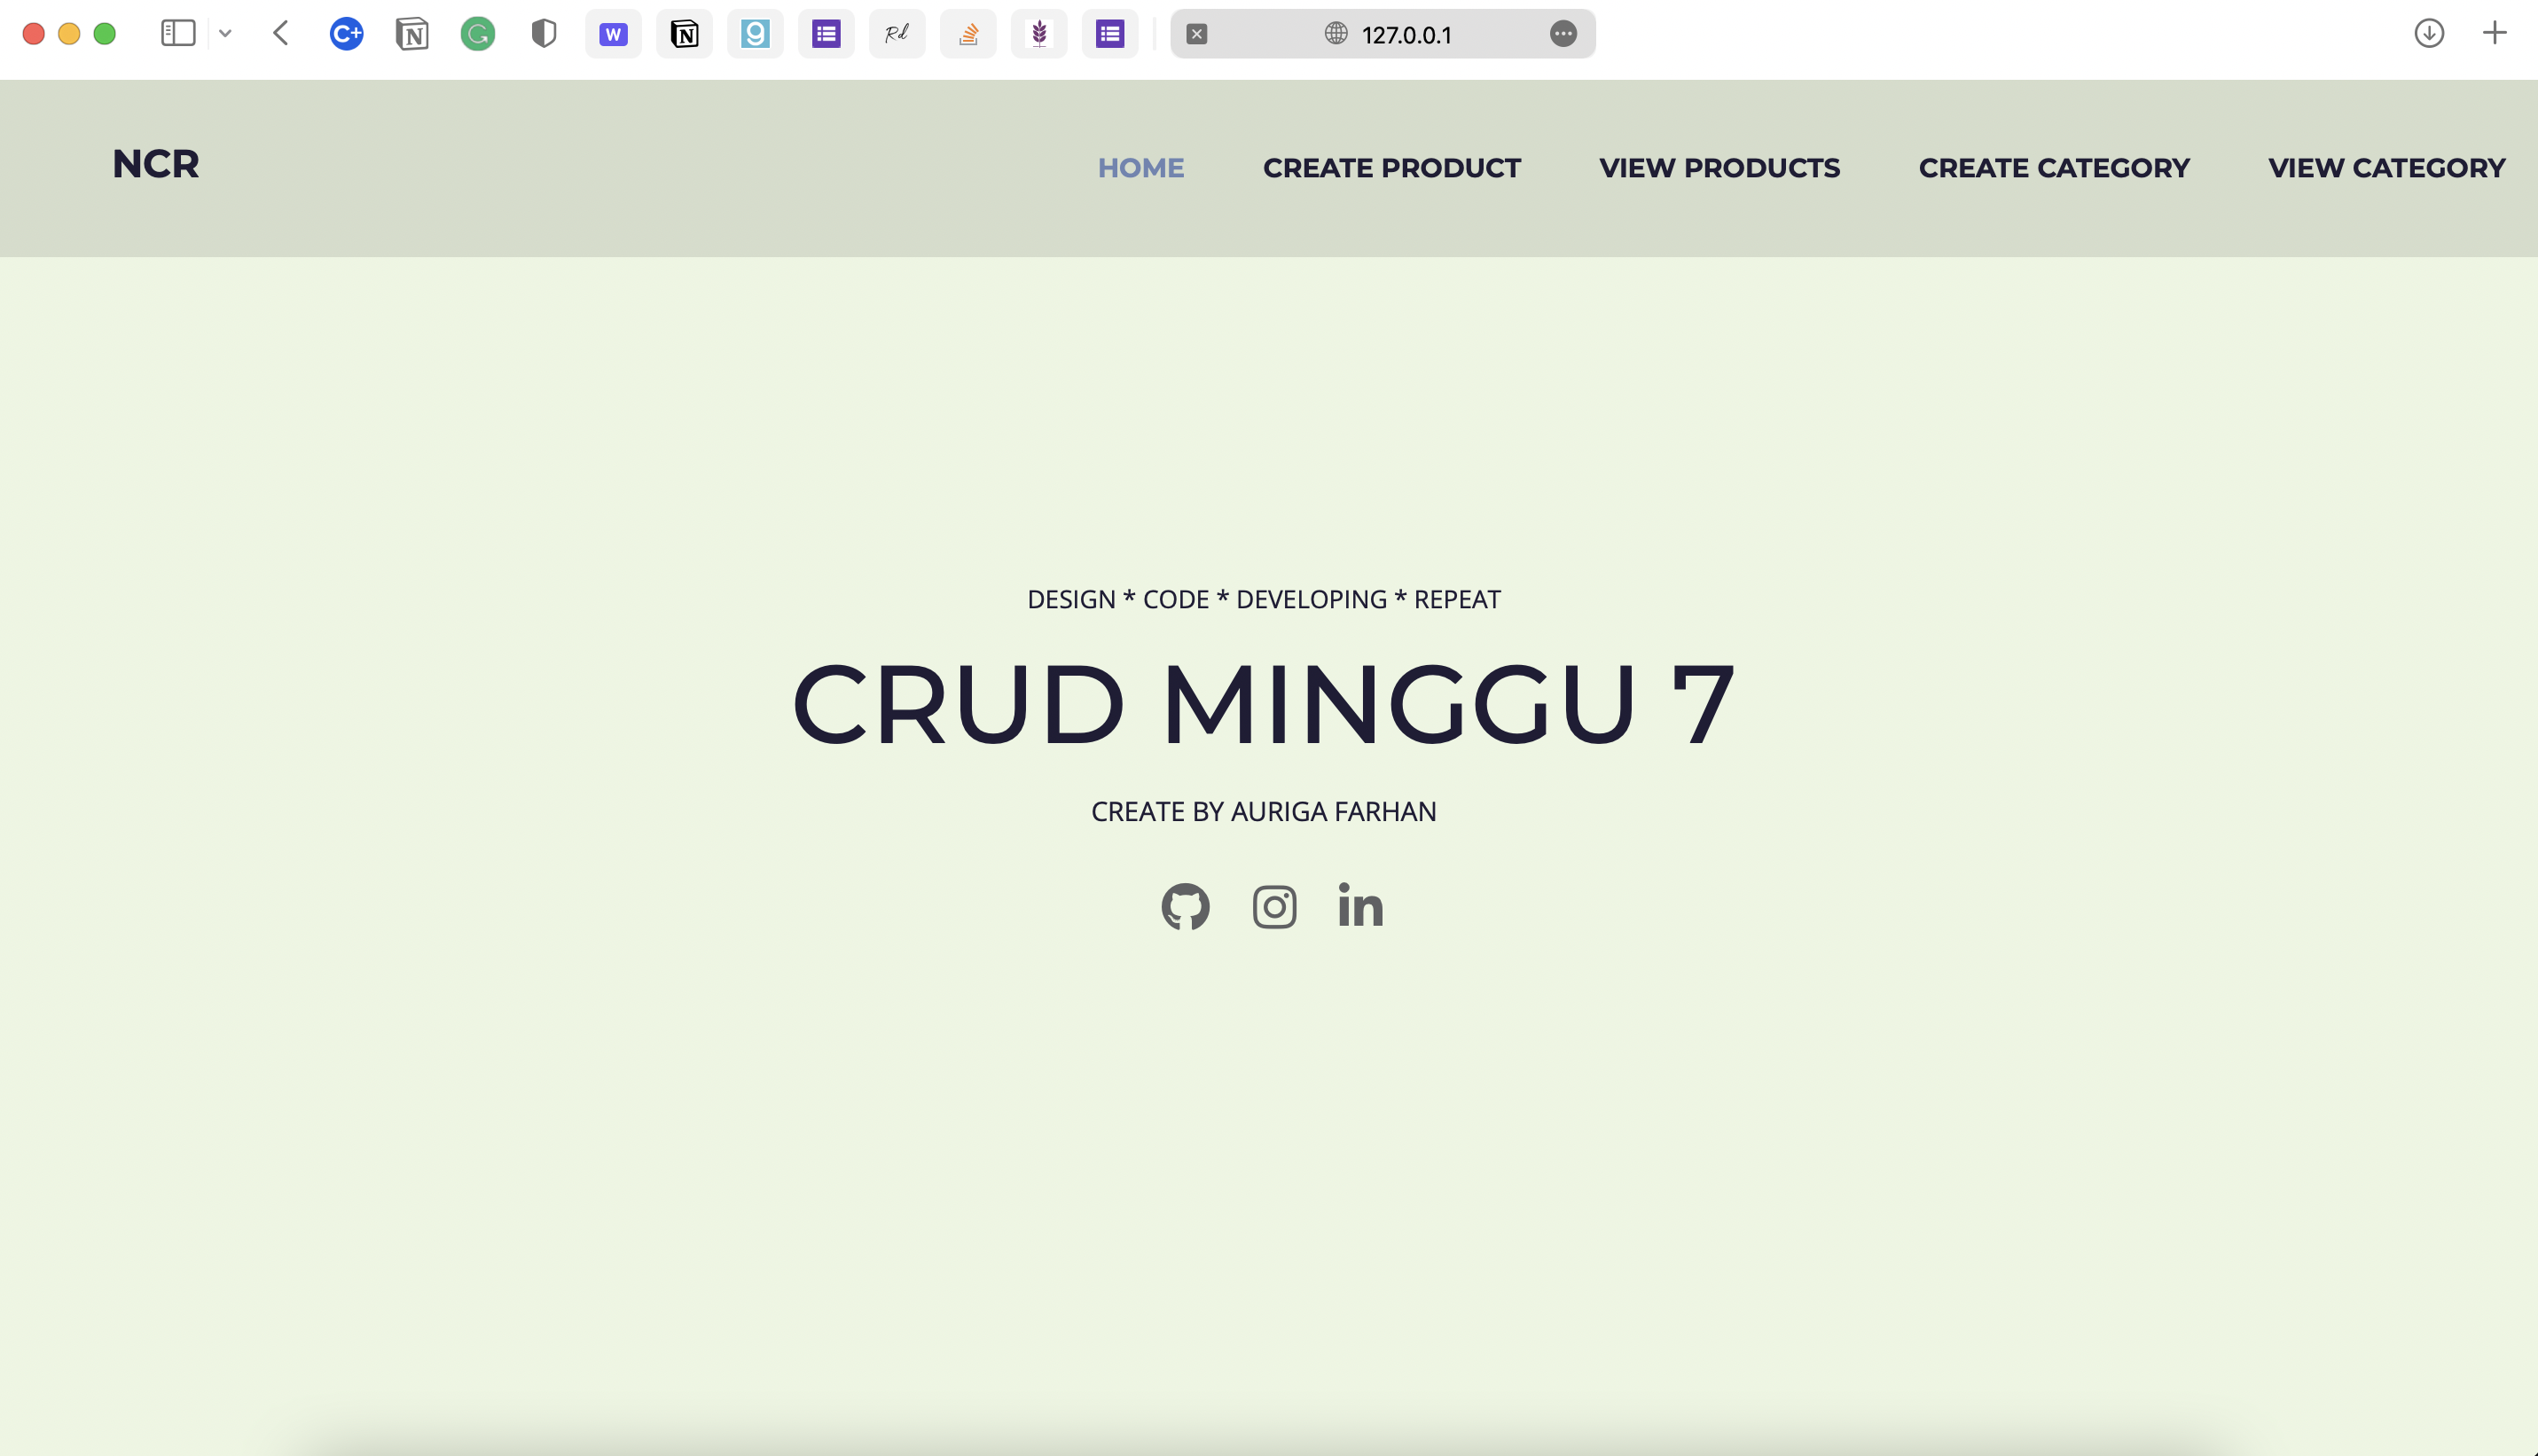 127.0.0.1
NCR
HOME CREATE PRODUCT VIEW PRODUCTS CREATE CATEGORY VIEW CATEGORY
DESIGN * CODE * DEVELOPING * REPEAT
CRUD MINGGU 7
CREATE BY AURIGA FARHAN